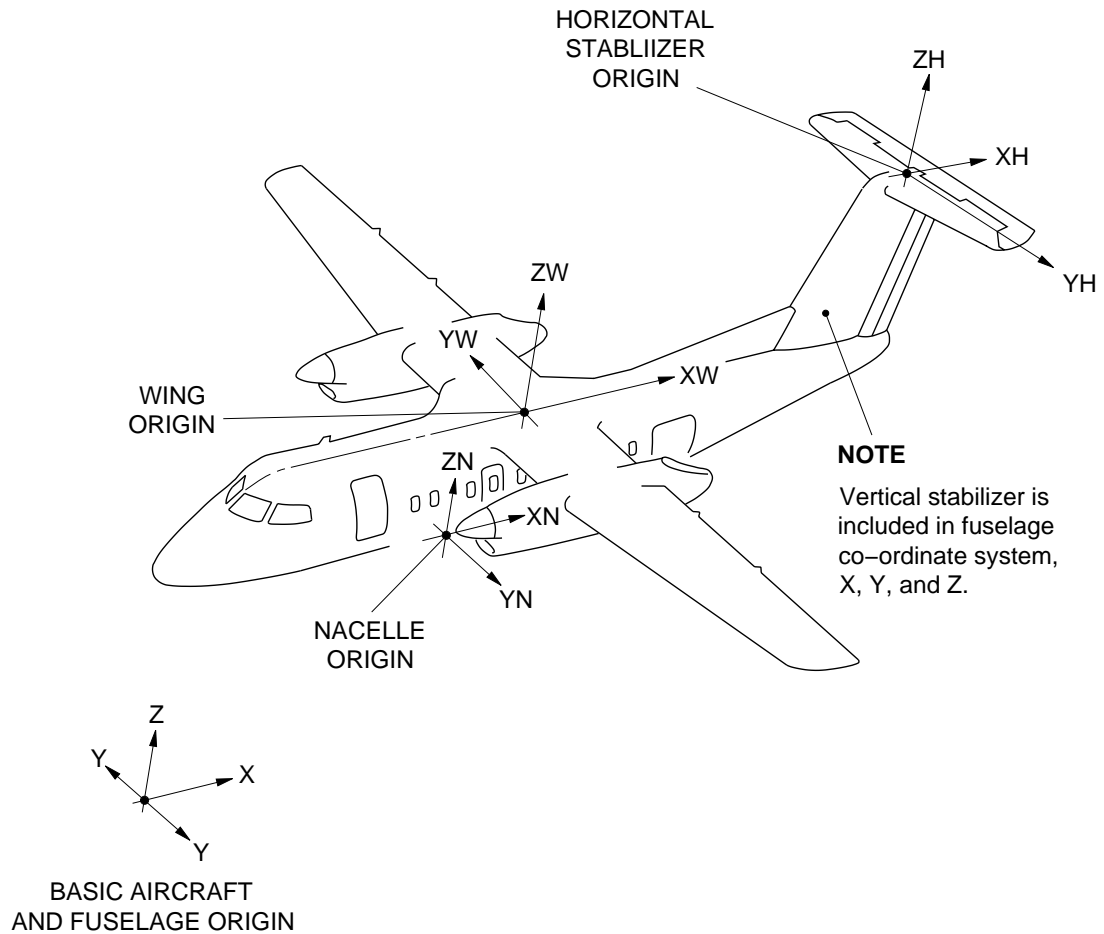 HORIZONTAL
STABLIIZER
ORIGIN
ZH
XH
YH
ZW
YW
XW
WING
ORIGIN
ZN
XN
YN
NACELLE
ORIGIN
NOTE
Vertical stabilizer is
included in fuselage
co−ordinate system,
X, Y, and Z.
Z
Y
X
Y
BASIC AIRCRAFT
AND FUSELAGE ORIGIN